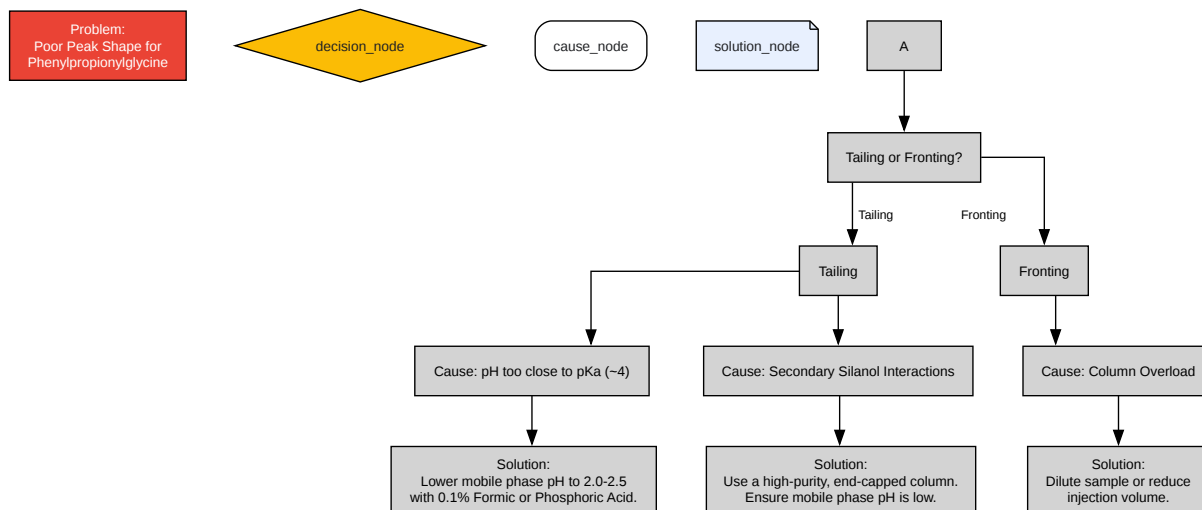 Problem:
Poor Peak Shape for
Phenylpropionylglycine
decision_node
cause_node
solution_node
A
Tailing or Fronting?
Tailing
Fronting
Tailing
Fronting
Cause: pH too close to pKa (~4)
Cause: Secondary Silanol Interactions
Cause: Column Overload
Solution:
Lower mobile phase pH to 2.0-2.5
with 0.1% Formic or Phosphoric Acid.
Solution:
Use a high-purity, end-capped column.
Ensure mobile phase pH is low.
Solution:
Dilute sample or reduce
injection volume.